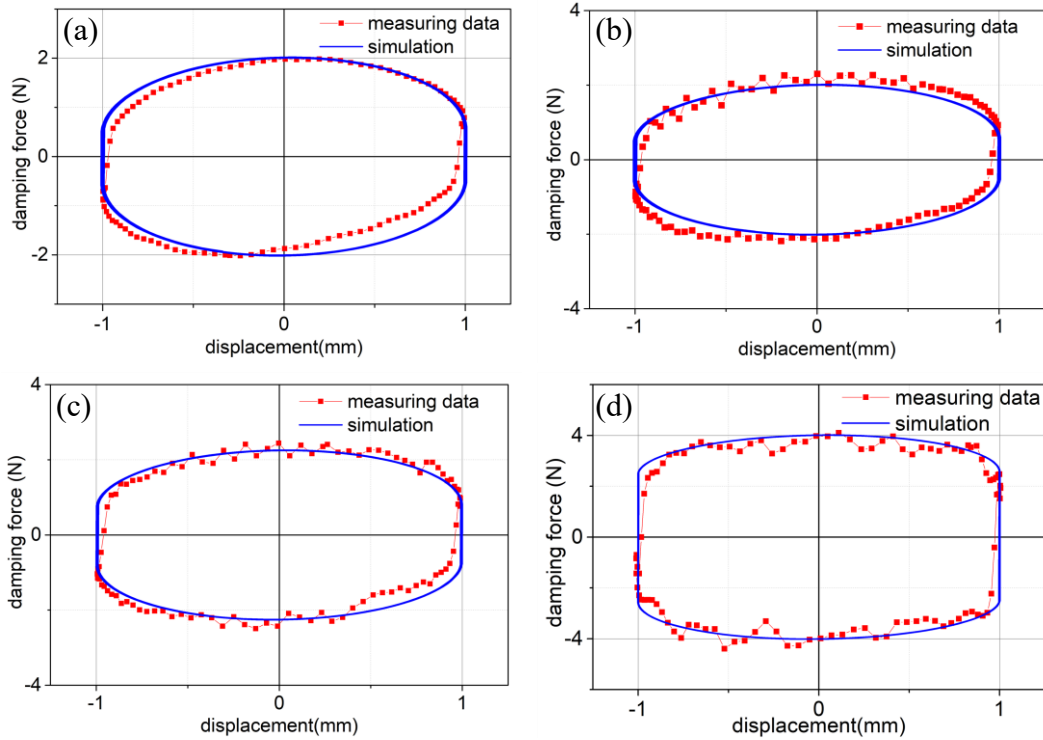 (a)
measuring data
simulation
damping force (N)
2
0
-2
-1
0
1
displacement(mm)
(b)
measuring data
simulation
damping force (N)
4
0
-4
-1
0
1
displacement(mm)
(c)
measuring data
simulation
damping force (N)
4
0
-4
-1
0
1
displacement(mm)
(d)
measuring data
simulation
damping force (N)
4
0
-4
-1
0
1
displacement(mm)